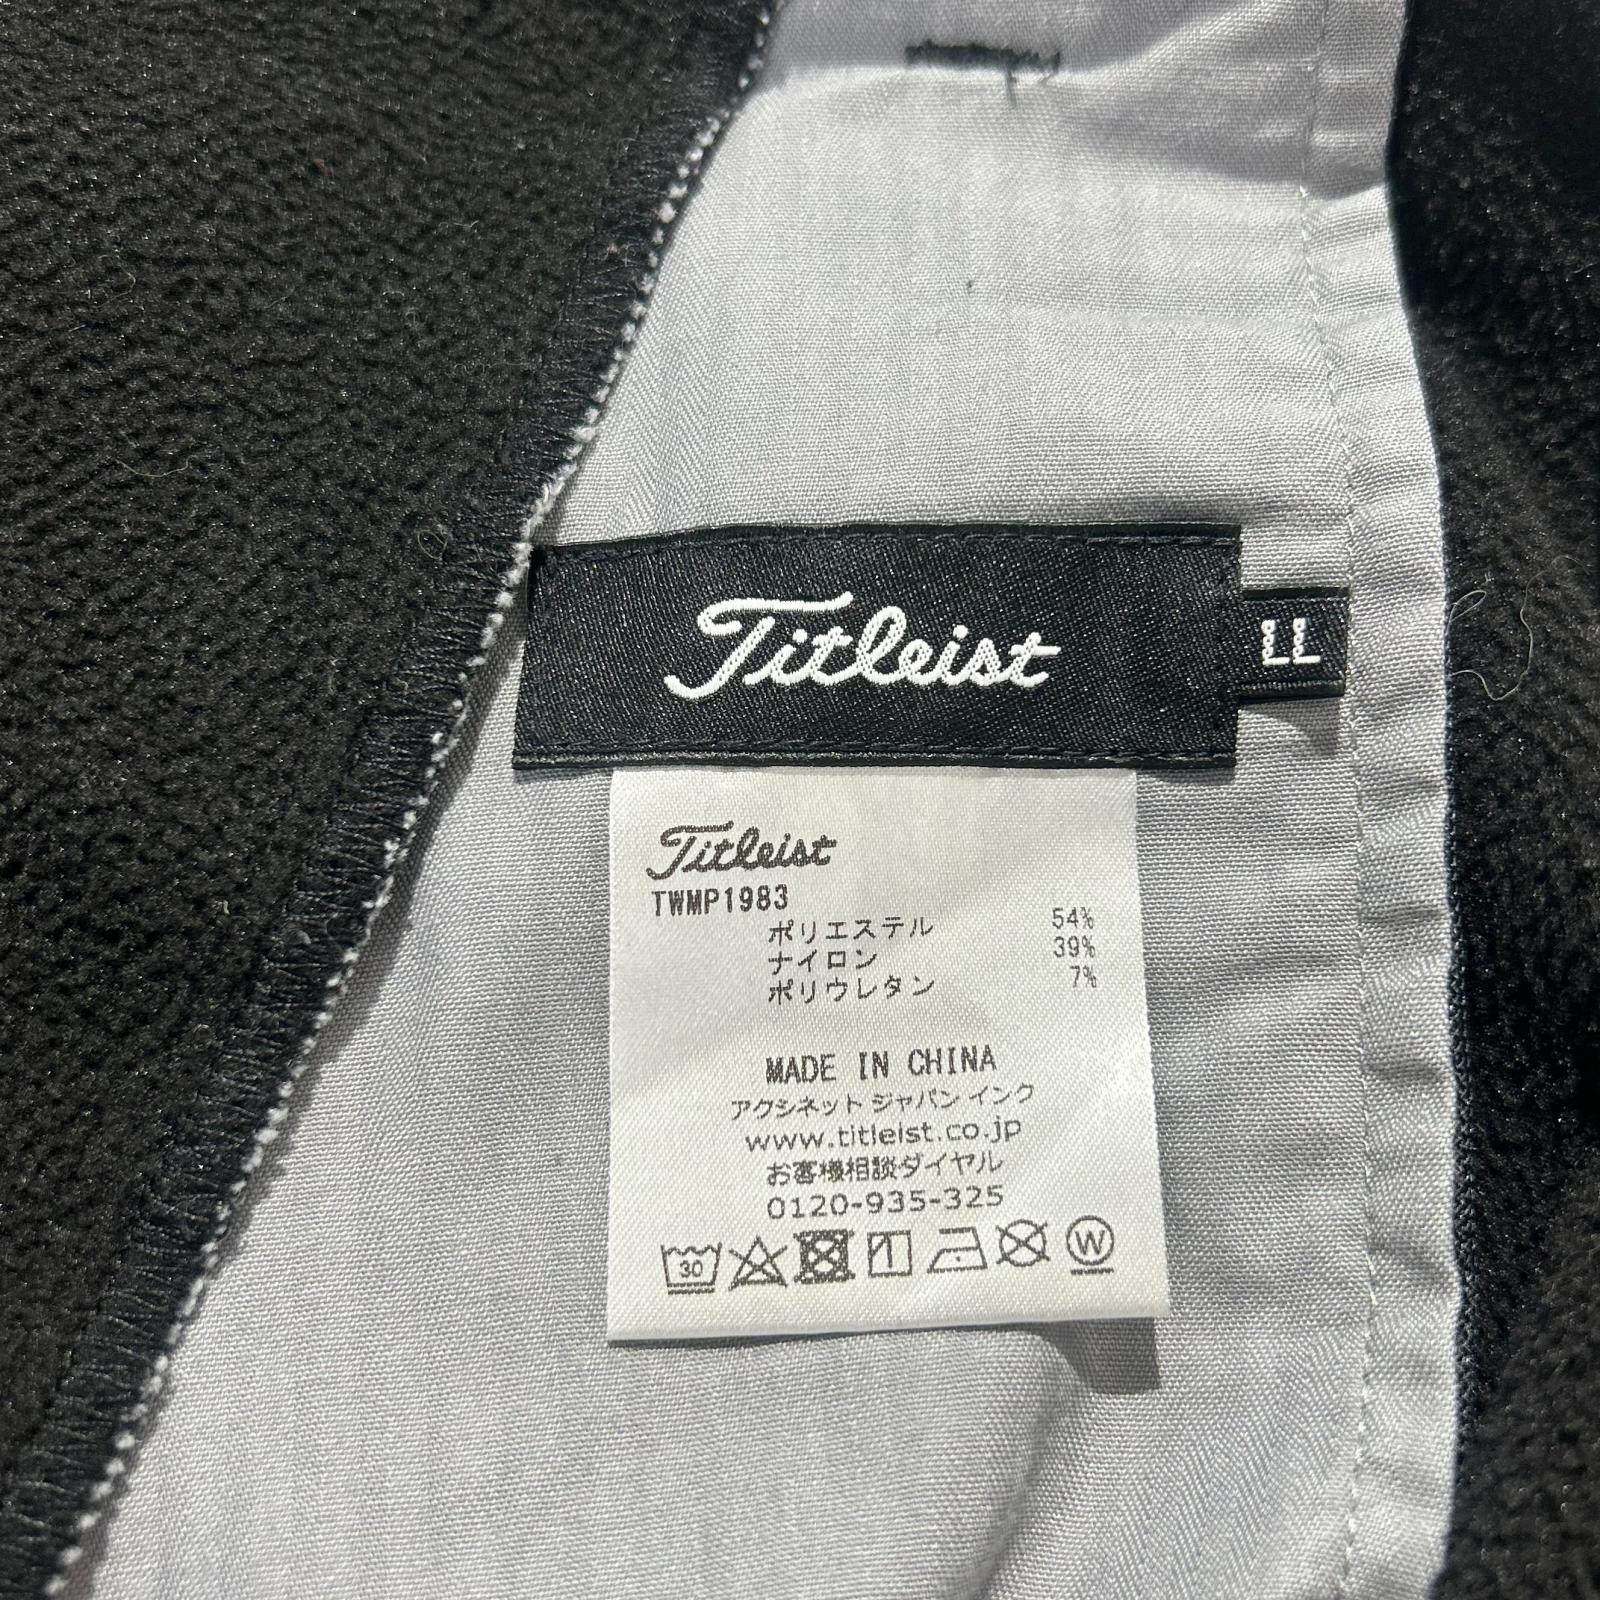 Titleist
LL
Titleist
TWMP1983
ポリエステル 54%
ナイロン 39%
ポリウレタン 7%
MADE IN CHINA
アクシネット ジャパン インク
www.titleist.co.jp
お客様相談ダイヤル
0120-935-325
30
W